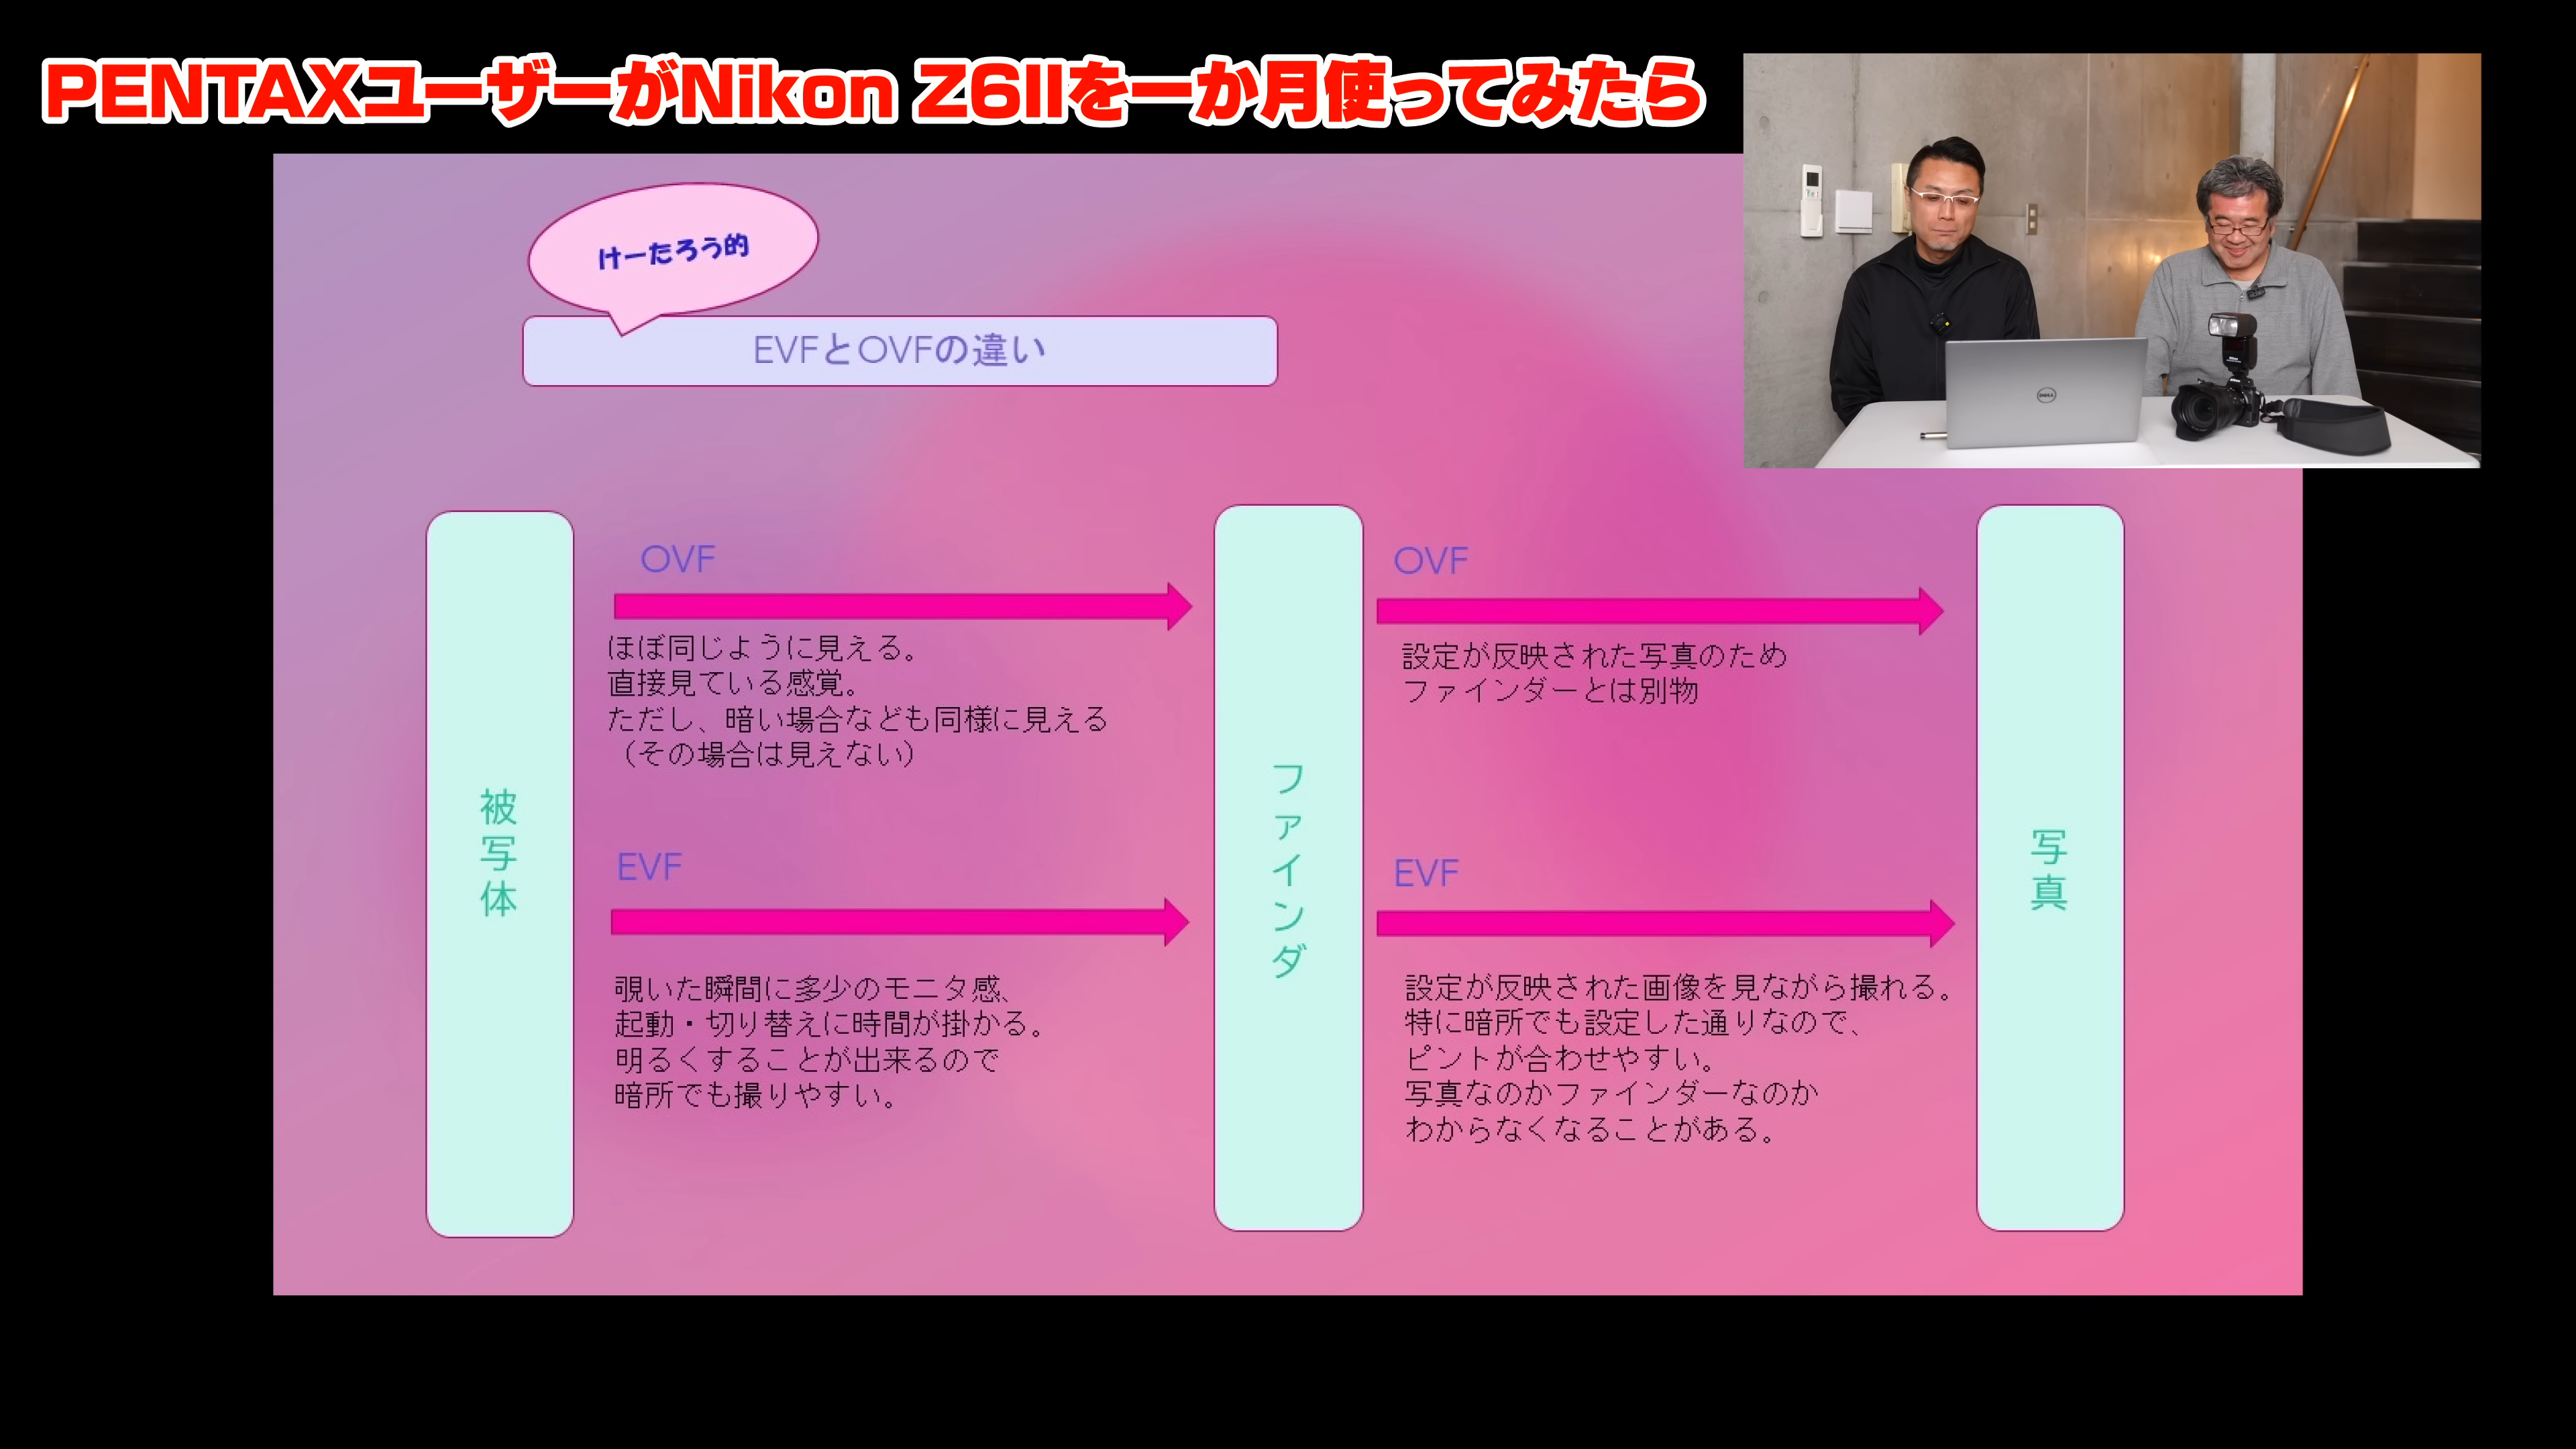 PENTAXユーザーがNikon Z6IIを一か月使ってみたら
けーたろう的
EVFとOVFの違い
被写体
OVF
ほぼ同じように見える。
直接見ている感覚。
ただし、暗い場合なども同様に見える
（その場合は見えない）
EVF
覗いた瞬間に多少のモニタ感、
起動・切り替えに時間が掛かる。
明るくすることが出来るので
暗所でも撮りやすい。
ファインダ
OVF
設定が反映された写真のため
ファインダーとは別物
EVF
設定が反映された画像を見ながら撮れる。
特に暗所でも設定した通りなので、
ピントが合わせやすい。
写真なのかファインダーなのか
わからなくなることがある。
写真
DELL